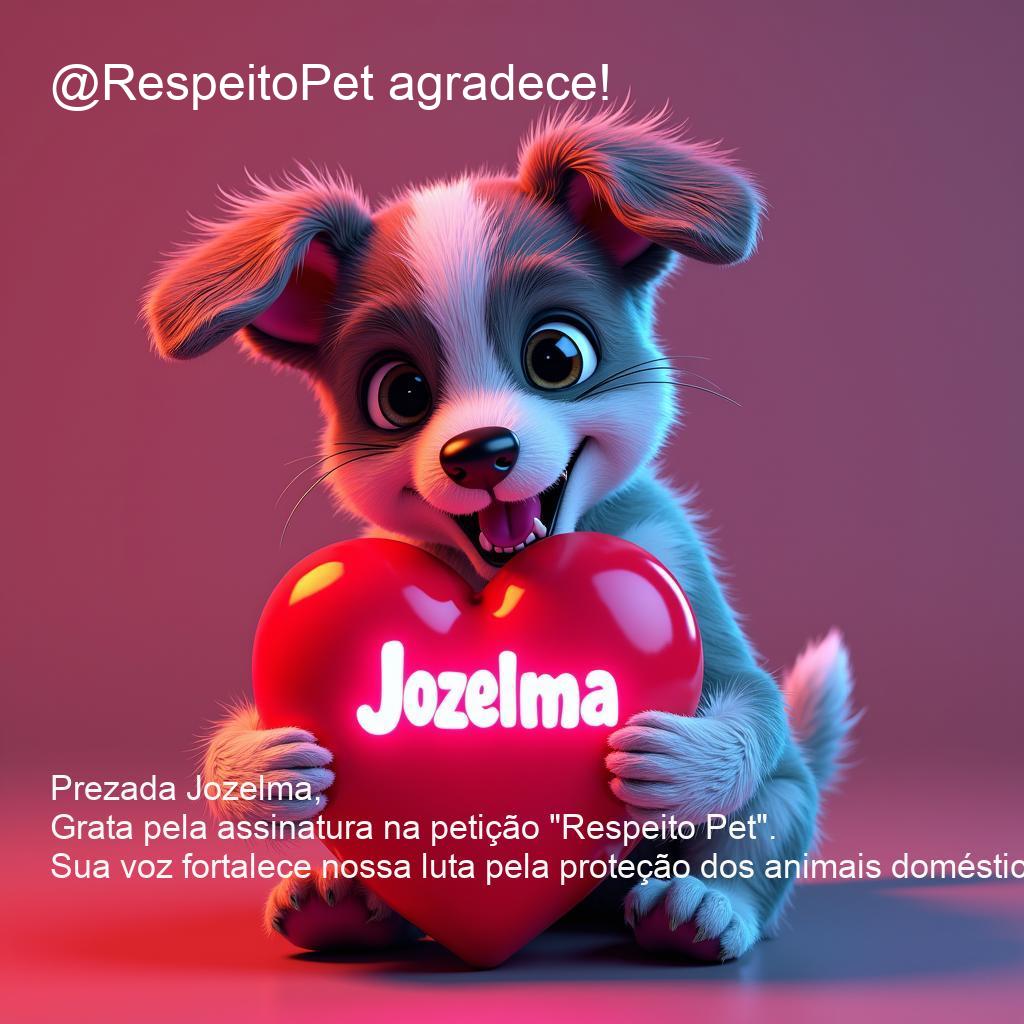 @RespeitoPet agradece!
Jozelma
Prezada Jozelma,
Grata pela assinatura na petição "Respeito Pet".
Sua voz fortalece nossa luta pela proteção dos animais doméstic